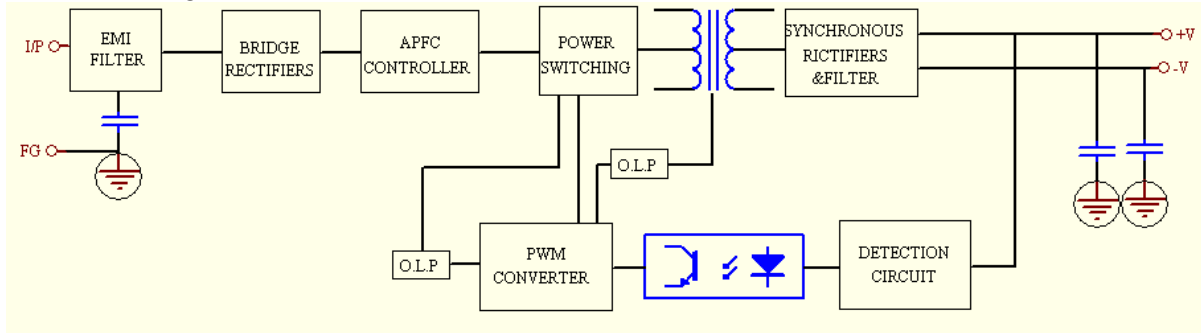 I/P
EMI
FILTER
BRIDGE
RECTIFIERS
APFC
CONTROLLER
POWER
SWITCHING
SYNCHRONOUS
RICTIFIERS
&FILTER
+V
-V
FG
O.L.P
O.L.P
PWM
CONVERTER
DETECTION
CIRCUIT